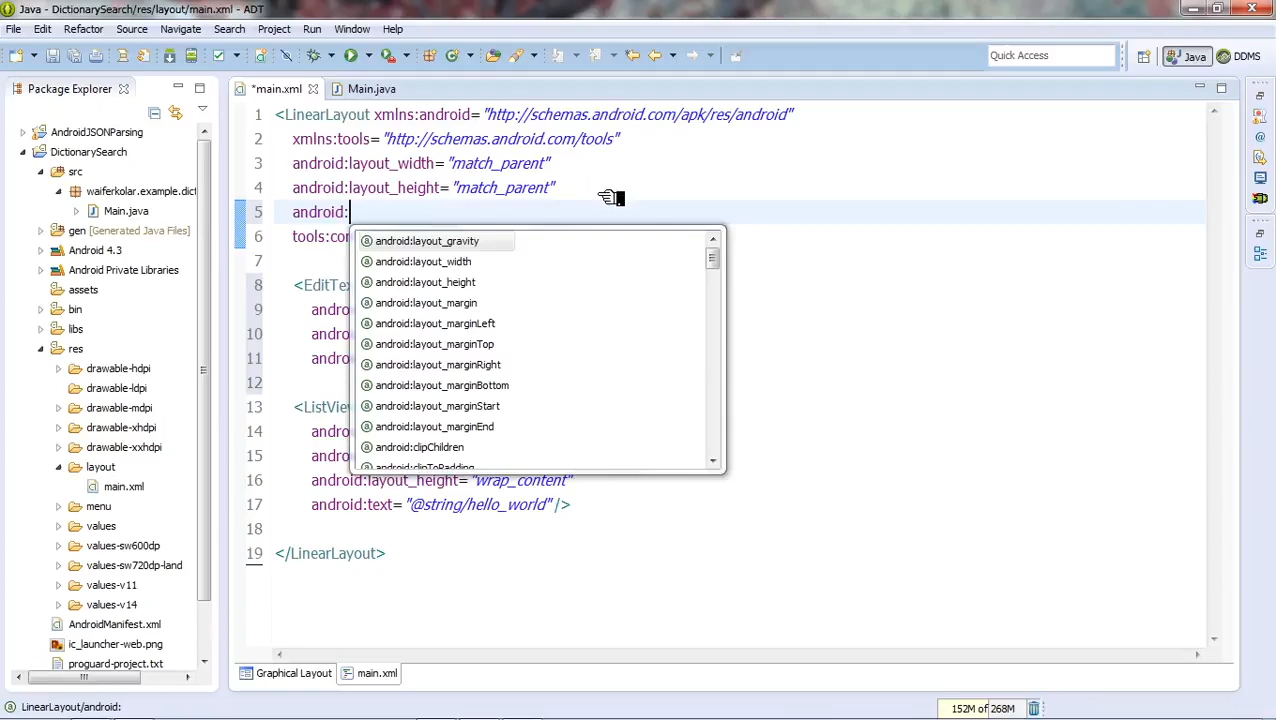 Java - DictionarySearch/res/layout/main.xml - ADT
File Edit Refactor Source Navigate Search Project Run Window Help
Quick Access
Java
DDMS
Package Explorer
*main.xml
Main.java
AndroidJSONParsing
DictionarySearch
src
waiferkolar.example.dict
Main.java
gen [Generated Java Files]
Android 4.3
Android Private Libraries
assets
bin
libs
res
drawable-hdpi
drawable-ldpi
drawable-mdpi
drawable-xhdpi
drawable-xxhdpi
layout
main.xml
menu
values
values-sw600dp
values-sw720dp-land
values-v11
values-v14
AndroidManifest.xml
ic_launcher-web.png
proguard-project.txt
1 <LinearLayout xmlns:android="http://schemas.android.com/apk/res/android"
2 xmlns:tools="http://schemas.android.com/tools"
3 android:layout_width="match_parent"
4 android:layout_height="match_parent"
5 android:
6 tools:con
7
8 <EditTex
9 andro
10 andro
11 andro
12
13 <ListView
14 andro
15 andro
16 android:layout_height="wrap_content"
17 android:text="@string/hello_world" />
18
19 </LinearLayout>
android:layout_gravity
android:layout_width
android:layout_height
android:layout_margin
android:layout_marginLeft
android:layout_marginTop
android:layout_marginRight
android:layout_marginBottom
android:layout_marginStart
android:layout_marginEnd
android:clipChildren
android:clipToPadding
Graphical Layout
main.xml
LinearLayout/android:
152M of 268M